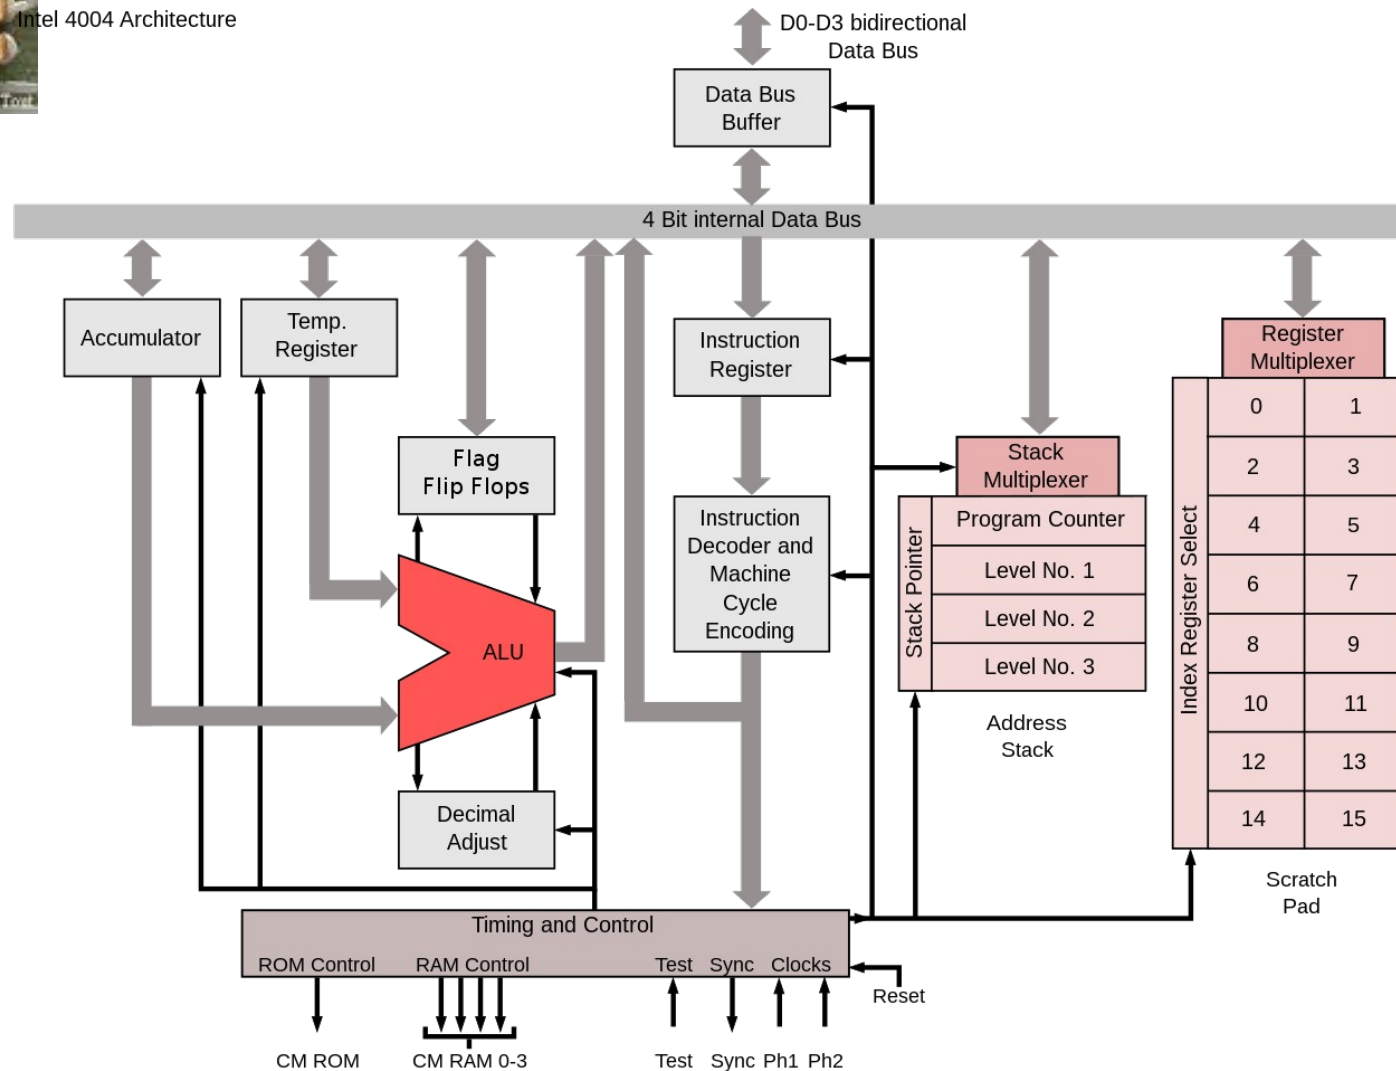 Intel 4004 Architecture
D0-D3 bidirectional
Data Bus
Data Bus
Buffer
4 Bit internal Data Bus
Accumulator
Temp.
Register
Instruction
Register
Register
Multiplexer
Flag
Flip Flops
Stack
Multiplexer
Index Register Select
0 1
2 3
4 5
6 7
8 9
10 11
12 13
14 15
Instruction
Decoder and
Machine
Cycle
Encoding
Stack Pointer
Program Counter
Level No. 1
Level No. 2
Level No. 3
ALU
Address
Stack
Decimal
Adjust
Scratch
Pad
Timing and Control
ROM Control RAM Control Test Sync Clocks
Reset
CM ROM CM RAM 0-3 Test Sync Ph1 Ph2